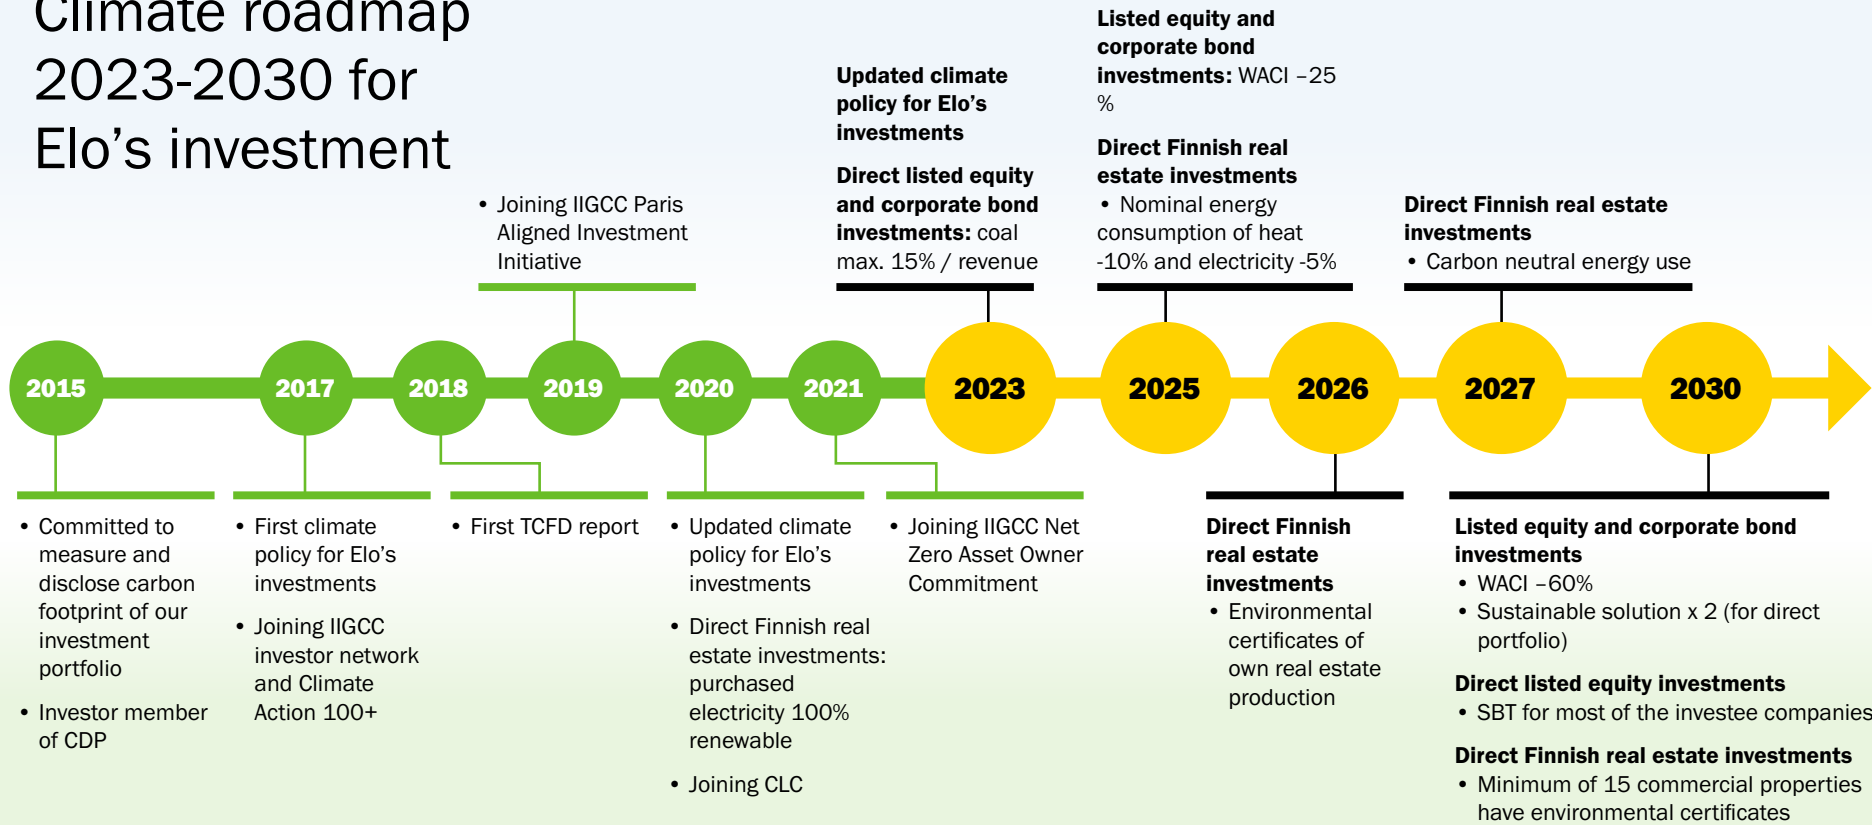 Climate roadmap
2023-2030 for
Elo's investment
• Joining IIGCC Paris
Aligned Investment
Initiative
Updated climate
policy for Elo's
investments
Direct listed equity
and corporate bond
investments: coal
max. 15% / revenue
Listed equity and
corporate bond
investments: WACI –25
%
Direct Finnish real
estate investments
• Nominal energy
consumption of heat
-10% and electricity -5%
Direct Finnish real estate
investments
• Carbon neutral energy use
2015
2017
2018
2019
2020
2021
2023
2025
2026
2027
2030
• Committed to
measure and
disclose carbon
footprint of our
investment
portfolio
• Investor member
of CDP
• First climate
policy for Elo's
investments
• Joining IIGCC
investor network
and Climate
Action 100+
• First TCFD report
• Updated climate
policy for Elo's
investments
• Direct Finnish real
estate investments:
purchased
electricity 100%
renewable
• Joining CLC
• Joining IIGCC Net
Zero Asset Owner
Commitment
Direct Finnish
real estate
investments
• Environmental
certificates of
own real estate
production
Listed equity and corporate bond
investments
• WACI –60%
• Sustainable solution x 2 (for direct
portfolio)
Direct listed equity investments
• SBT for most of the investee companies
Direct Finnish real estate investments
• Minimum of 15 commercial properties
have environmental certificates